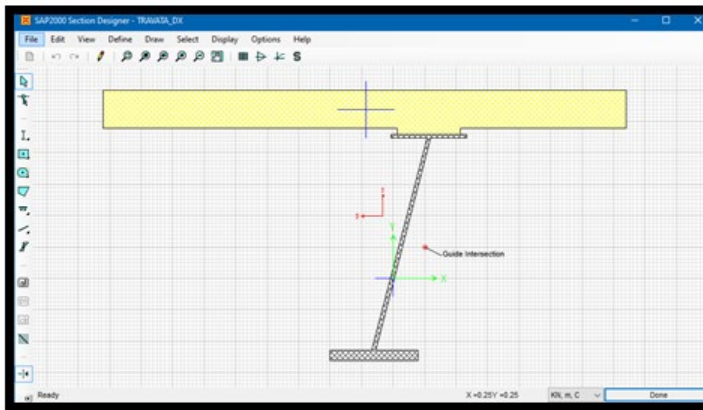 SAP2000 Section Designer - TRAVATA_DX
File Edit View Define Draw Select Display Options Help
S
Y
X
Guide Intersection
Ready
X =0.25Y =0.25
KN, m, C
Done